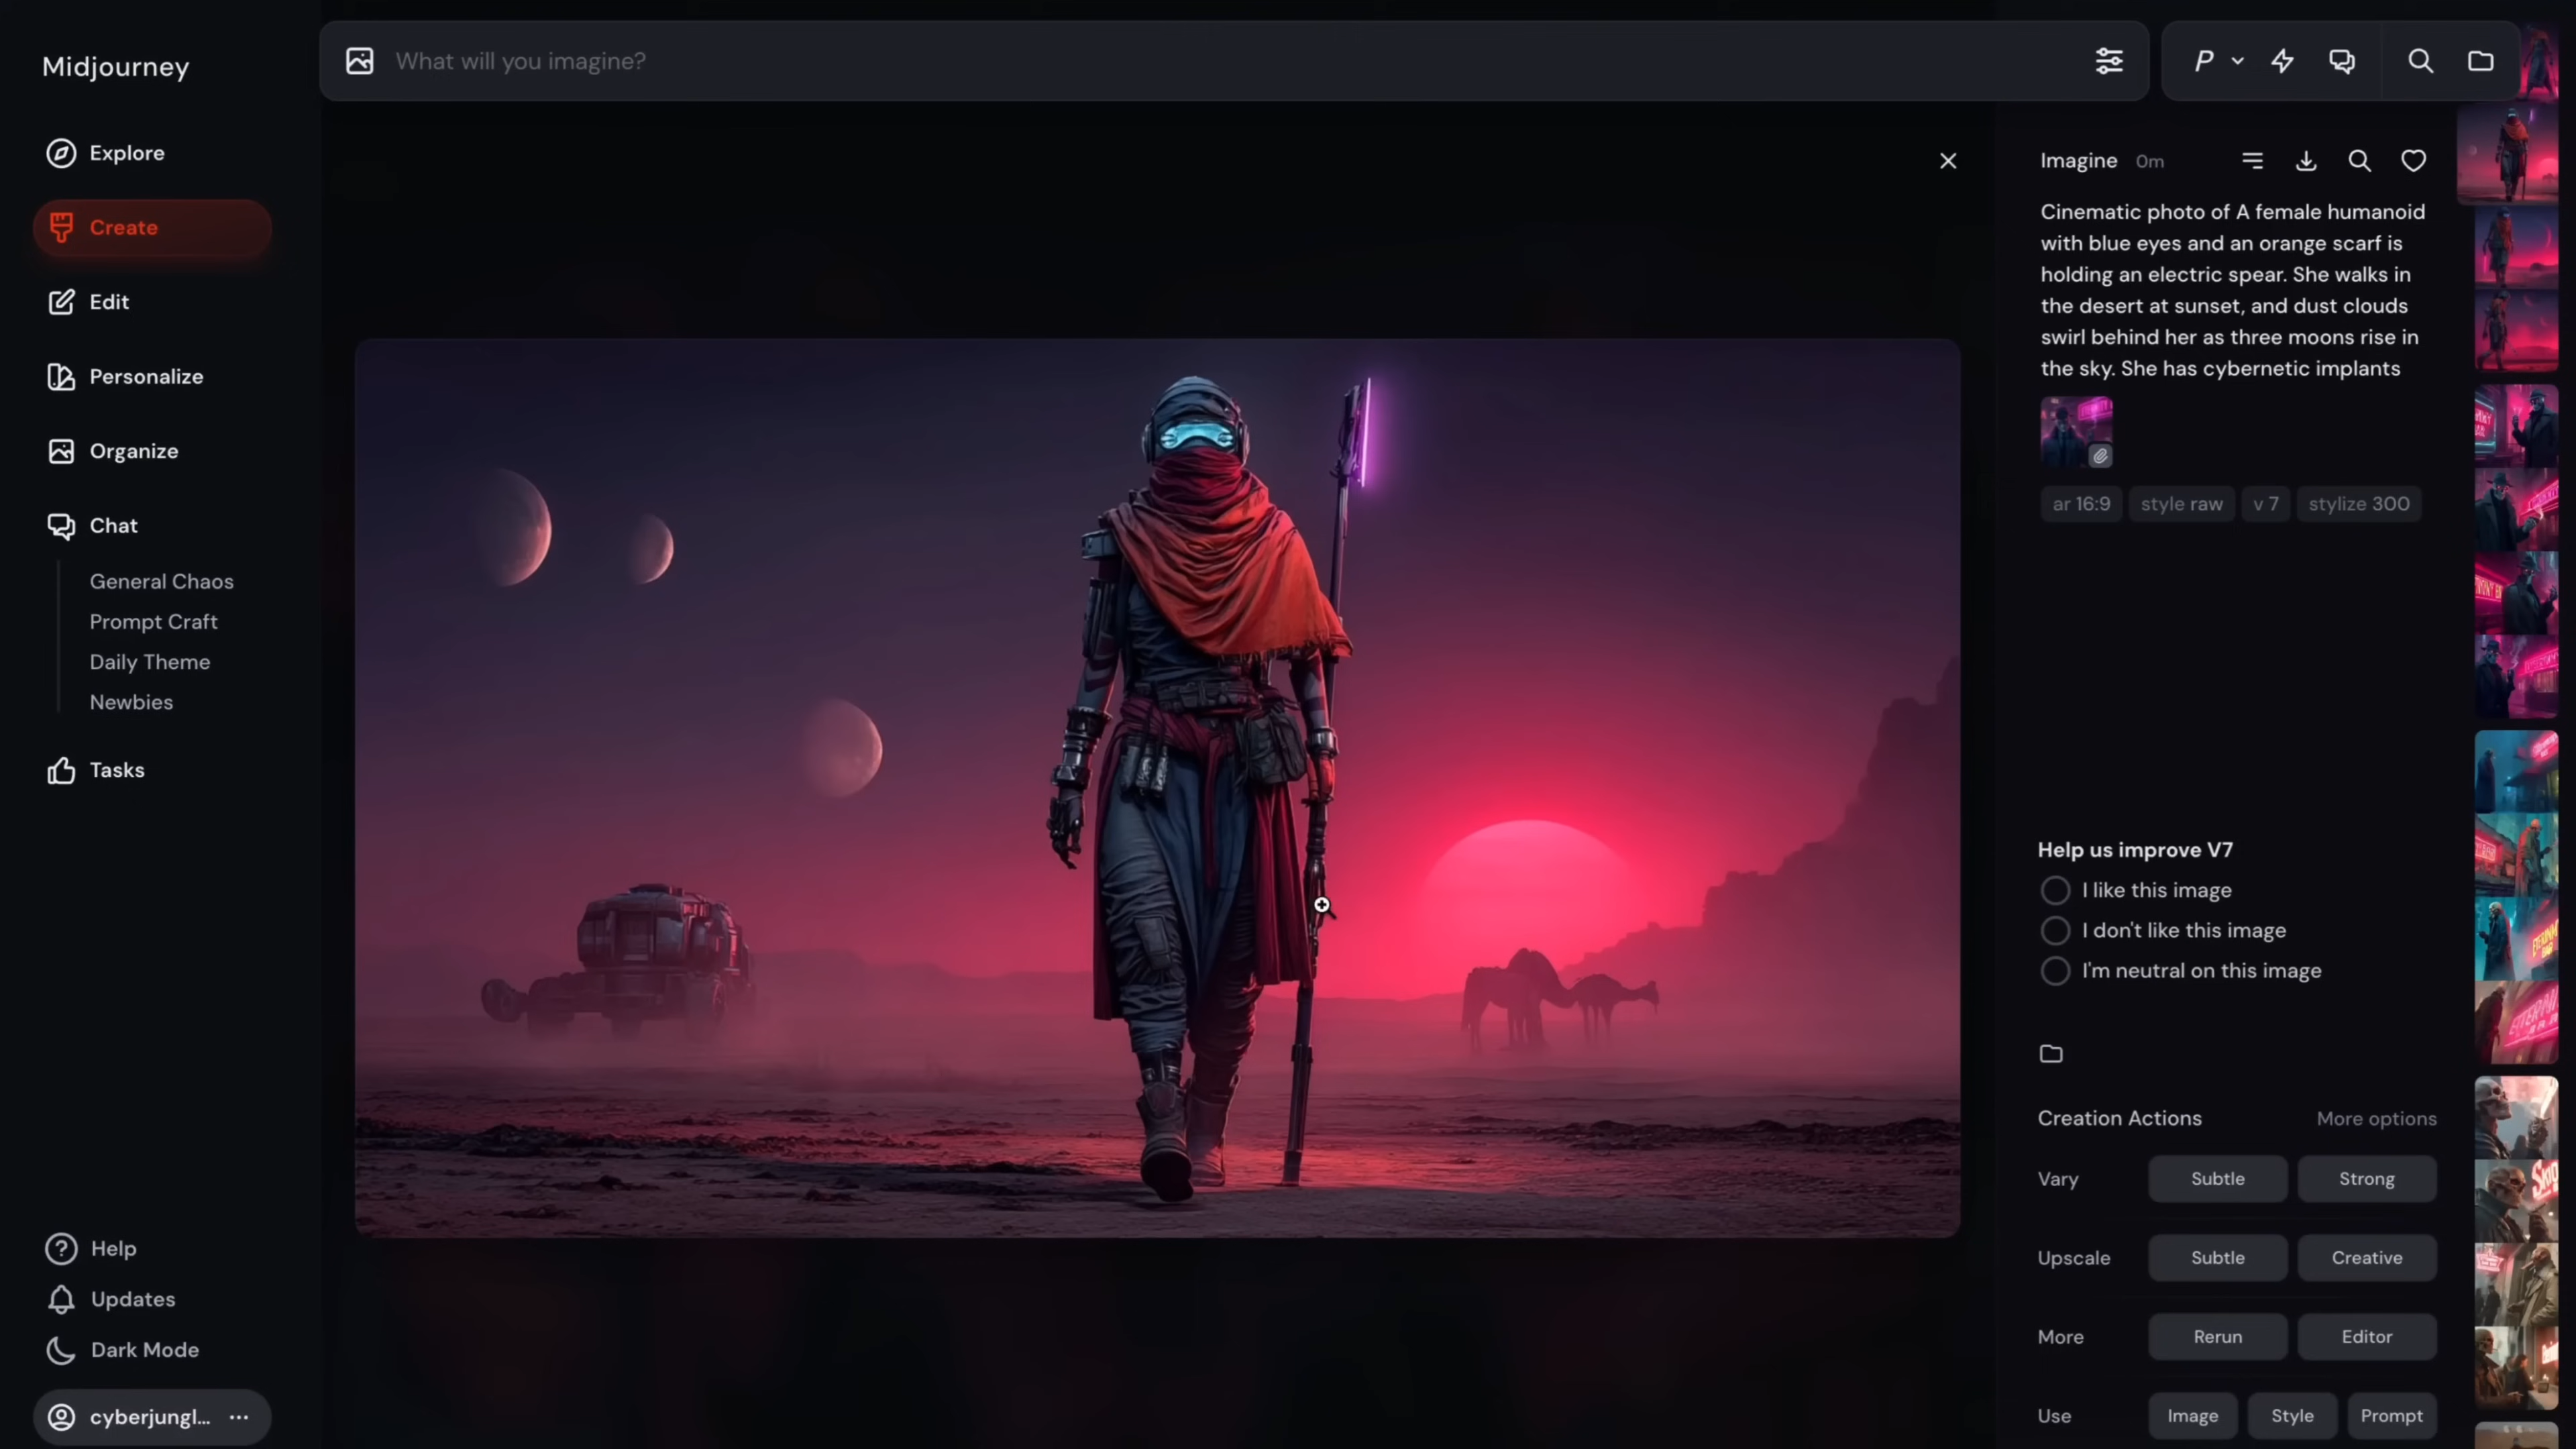 Midjourney
What will you imagine?
P
Explore
Create
Edit
Personalize
Organize
Chat
General Chaos
Prompt Craft
Daily Theme
Newbies
Tasks
Help
Updates
Dark Mode
cyberjungl...
Imagine 0m
Cinematic photo of A female humanoid
with blue eyes and an orange scarf is
holding an electric spear. She walks in
the desert at sunset, and dust clouds
swirl behind her as three moons rise in
the sky. She has cybernetic implants
ar 16:9 style raw v 7 stylize 300
Help us improve V7
I like this image
I don't like this image
I'm neutral on this image
Creation Actions More options
Vary Subtle Strong
Upscale Subtle Creative
More Rerun Editor
Use Image Style Prompt